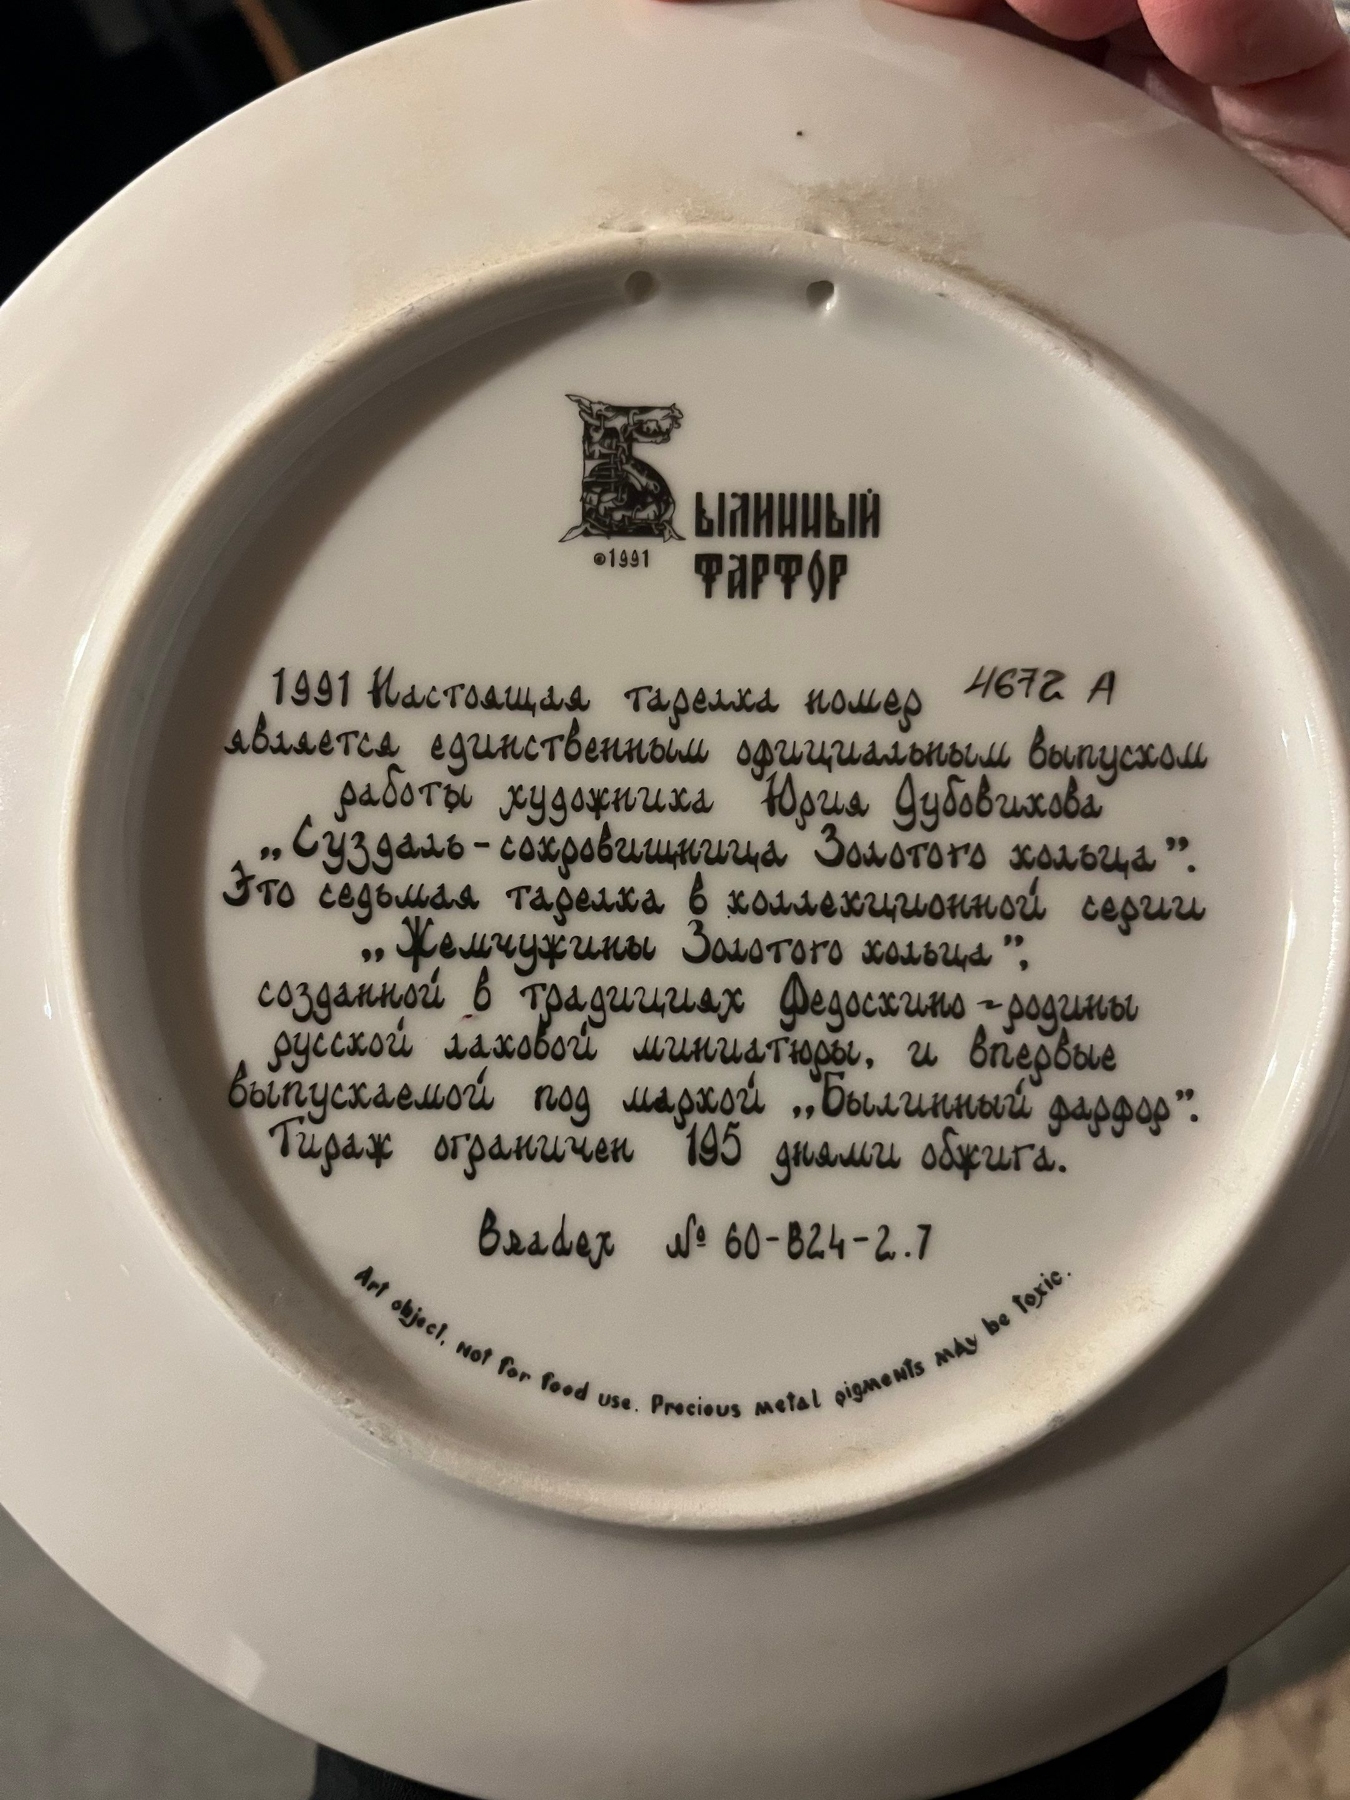 Былинный
фарфор
©1991
1991 Настоящая тарелка номер 4672 A
является единственным официальным выпуском
работы художника Юрия Дубовикова
„Суздаль-сокровищница Золотого кольца”.
Это седьмая тарелка в коллекционной серии
„Жемчужины Золотого кольца”,
созданной в традициях Федоскино-родины
русской лаковой миниатюры, и впервые
выпускаемой под маркой „Былинный фарфор”.
Тираж ограничен 195 днями обжига.
Bradex № 60-B24-2.7
Art object, not for food use. Precious metal pigments may be toxic.